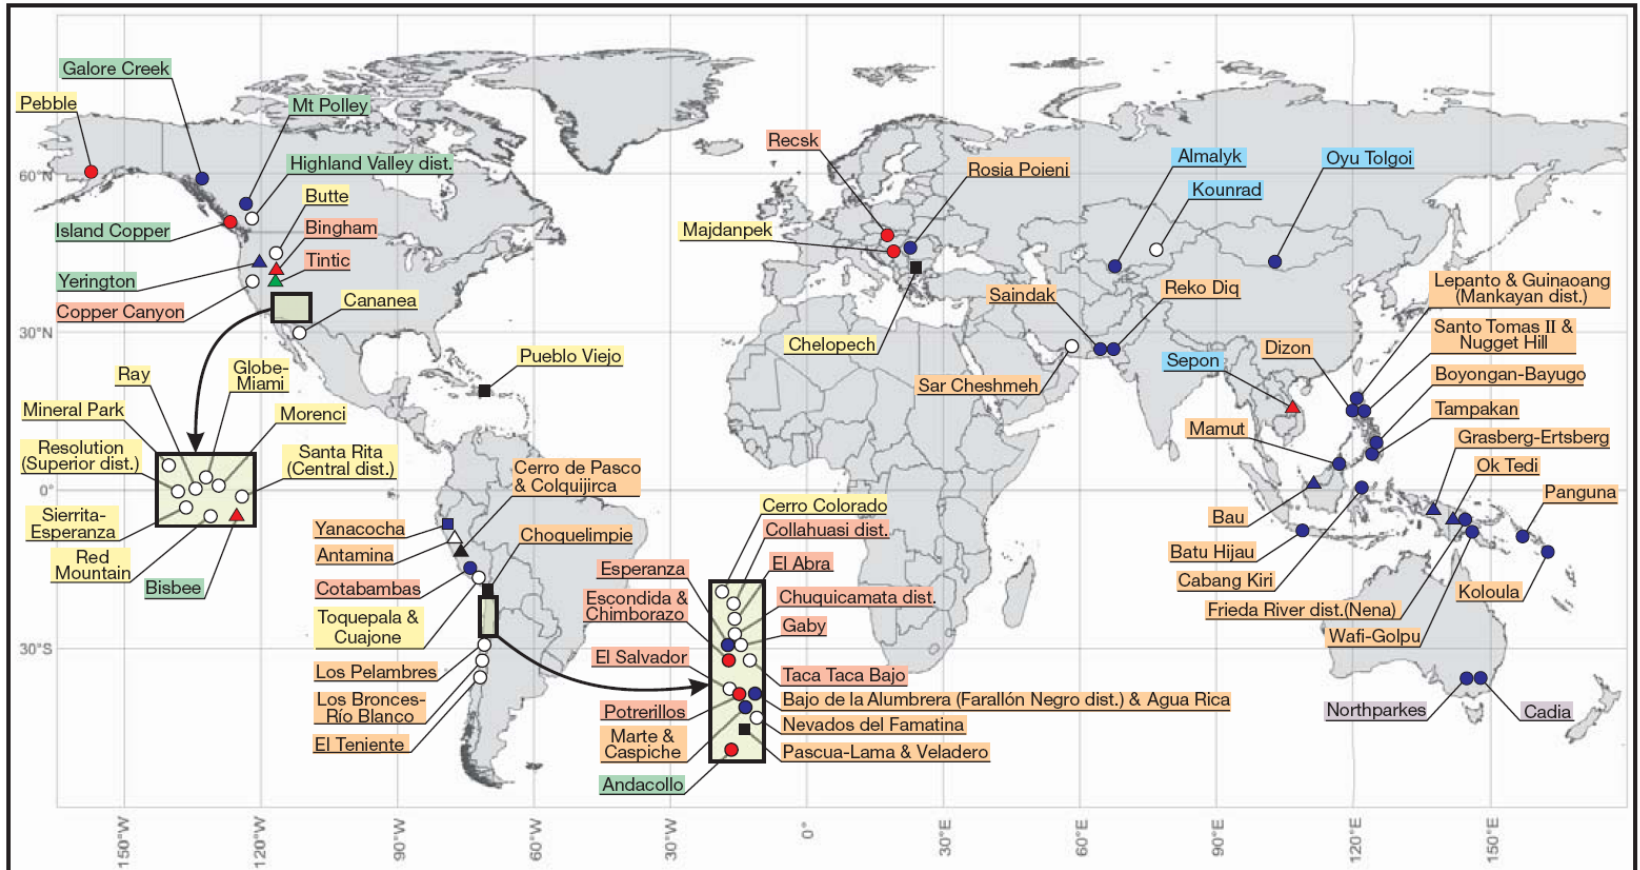 Galore Creek
Pebble
Mt Polley
Highland Valley dist.
Butte
Island Copper
Bingham
Yerington
Tintic
Copper Canyon
Cananea
Recsk
Rosia Poieni
Almalyk
Oyu Tolgoi
Kounrad
Majdanpek
Saindak
Reko Diq
Lepanto & Guinaoang
(Mankayan dist.)
Santo Tomas II &
Nugget Hill
Dizon
Chelopech
Sepon
Sar Cheshmeh
Boyongan-Bayugo
Tampakan
Mamut
Grasberg-Ertsberg
Ok Tedi
Panguna
Pueblo Viejo
Ray
Globe-
Miami
Mineral Park
Morenci
Resolution
(Superior dist.)
Santa Rita
(Central dist.)
Sierrita-
Esperanza
Red
Mountain
Bisbee
Cerro de Pasco
& Colquijirca
Yanacocha
Antamina
Choquelimpie
Cotabambas
Toquepala &
Cuajone
Los Pelambres
Los Bronces-
Río Blanco
El Teniente
Cerro Colorado
Collahuasi dist.
El Abra
Esperanza
Escondida &
Chimborazo
Chuquicamata dist.
Gaby
El Salvador
Taca Taca Bajo
Potrerillos
Bajo de la Alumbrera (Farallón Negro dist.) & Agua Rica
Marte &
Caspiche
Nevados del Famatina
Pascua-Lama & Veladero
Andacollo
Bau
Batu Hijau
Cabang Kiri
Koloula
Frieda River dist.(Nena)
Wafi-Golpu
Northparkes
Cadia
60°N
30°N
0°
30°S
150°W
120°W
90°W
60°W
30°W
0°
30°E
60°E
90°E
120°E
150°E